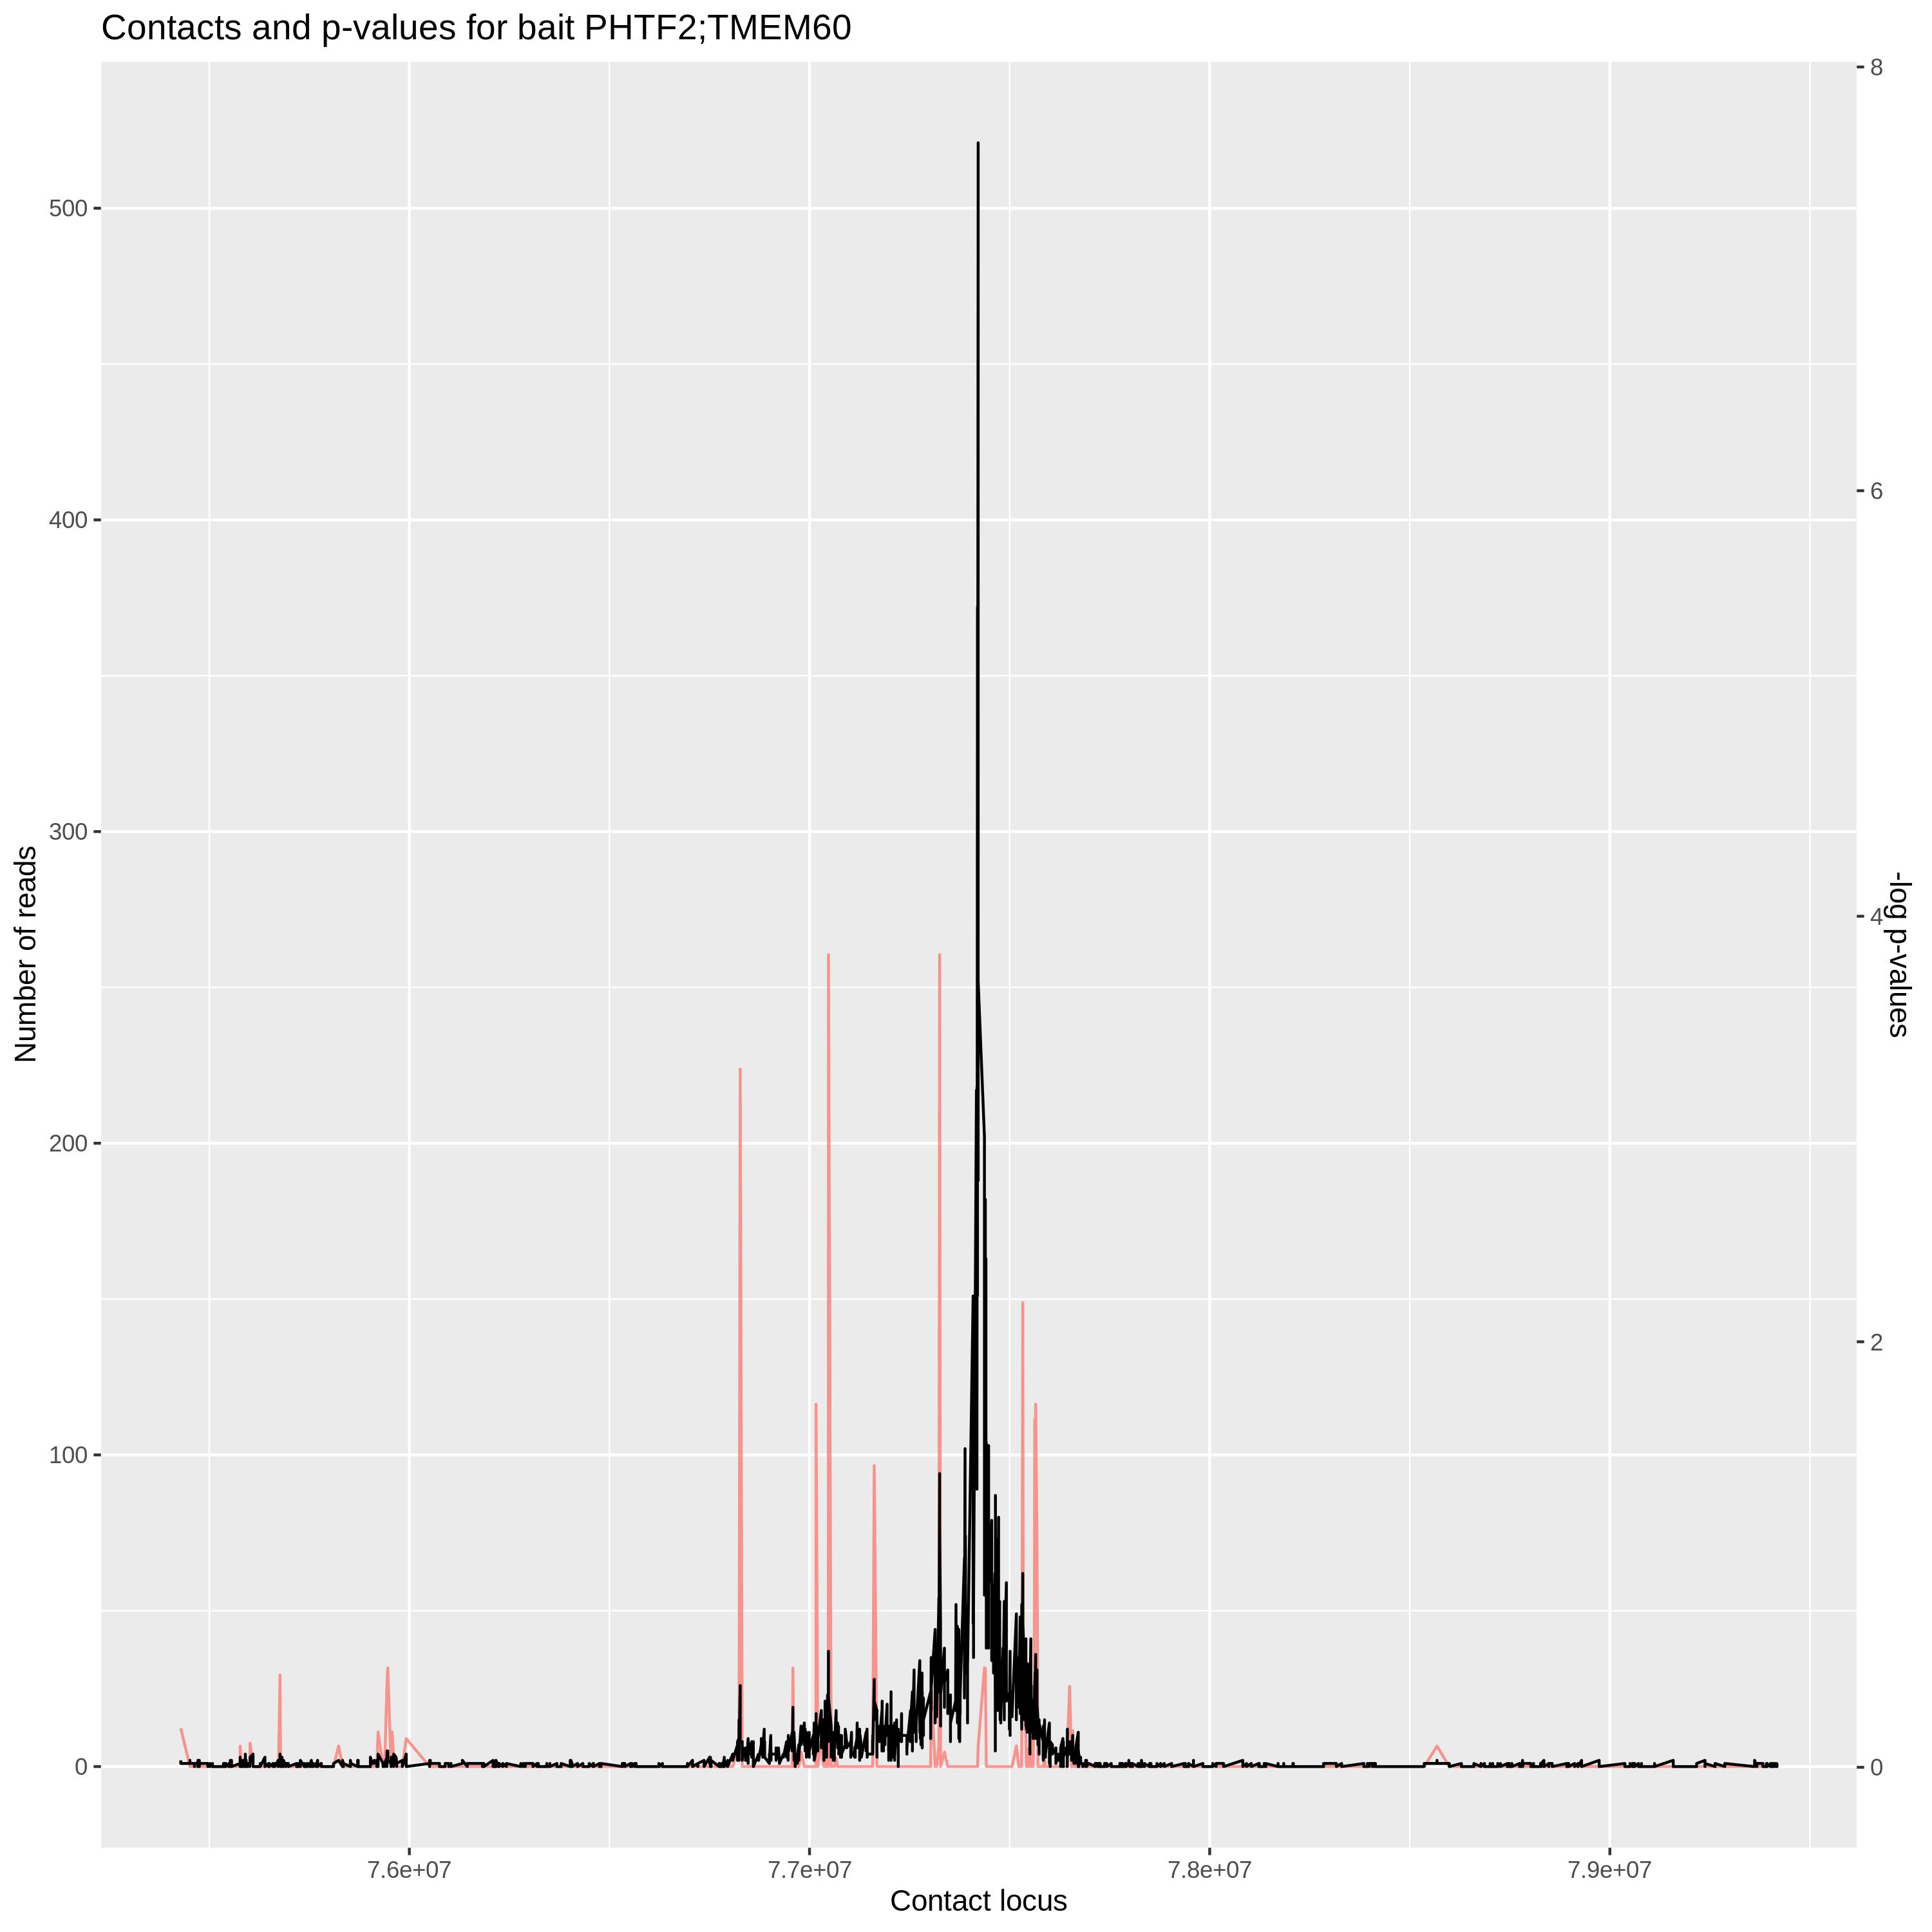 Contacts and p-values for bait PHTF2;TMEM60
500
400
300
200
100
0
Number of reads
8
6
4
2
0
-log p-values
7.6e+07
7.7e+07
7.8e+07
7.9e+07
Contact locus